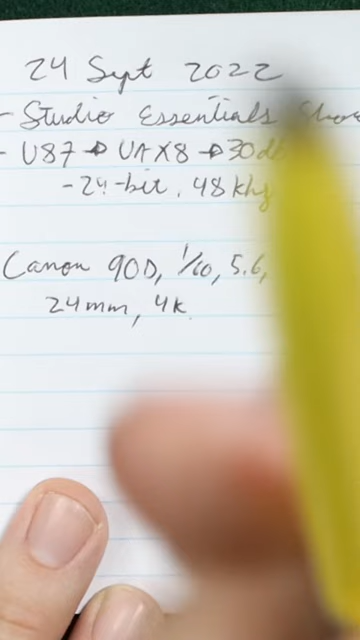 24 Sept 2022
- Studio Essentials
- U87 → UA X8 → 30db
- 24-bit, 48 khz
Canon 90D, 1/60, 5.6,
24mm, 4K